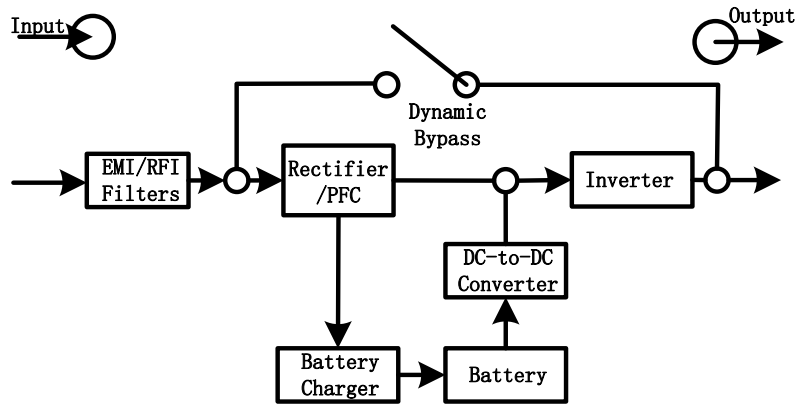 Input
Output
Dynamic
Bypass
EMI/RFI
Filters
Rectifier
/PFC
Inverter
DC-to-DC
Converter
Battery
Charger
Battery